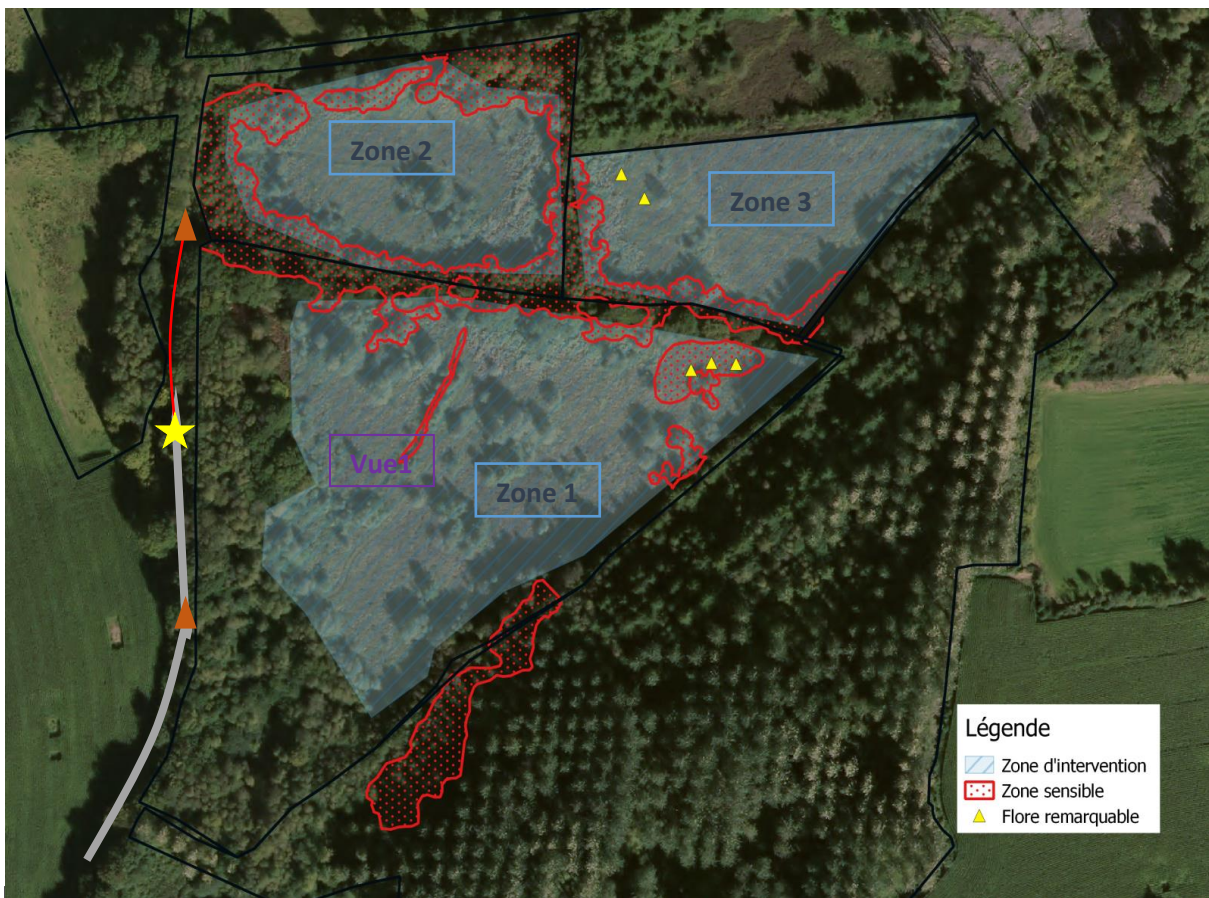 Zone 2
Zone 3
Vue1
Zone 1
Légende
Zone d'intervention
Zone sensible
Flore remarquable